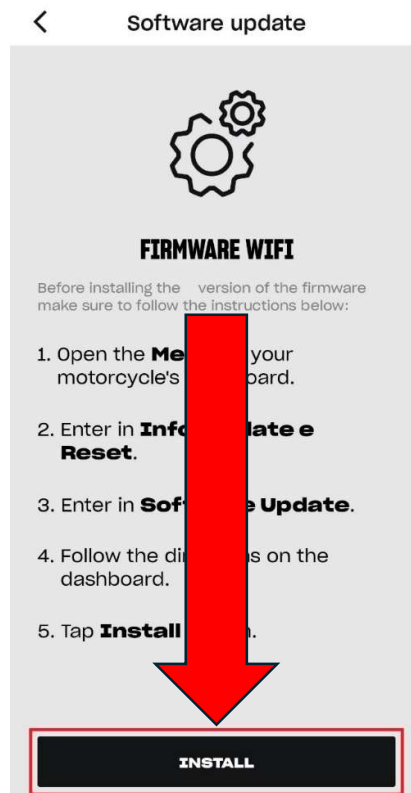 Software update
FIRMWARE WIFI
Before installing the version of the firmware
make sure to follow the instructions below:
1. Open the your
motorcycle's
2. Enter in e
Reset.
3. Enter in Update.
4. Follow the on the
dashboard.
5. Tap Install
INSTALL